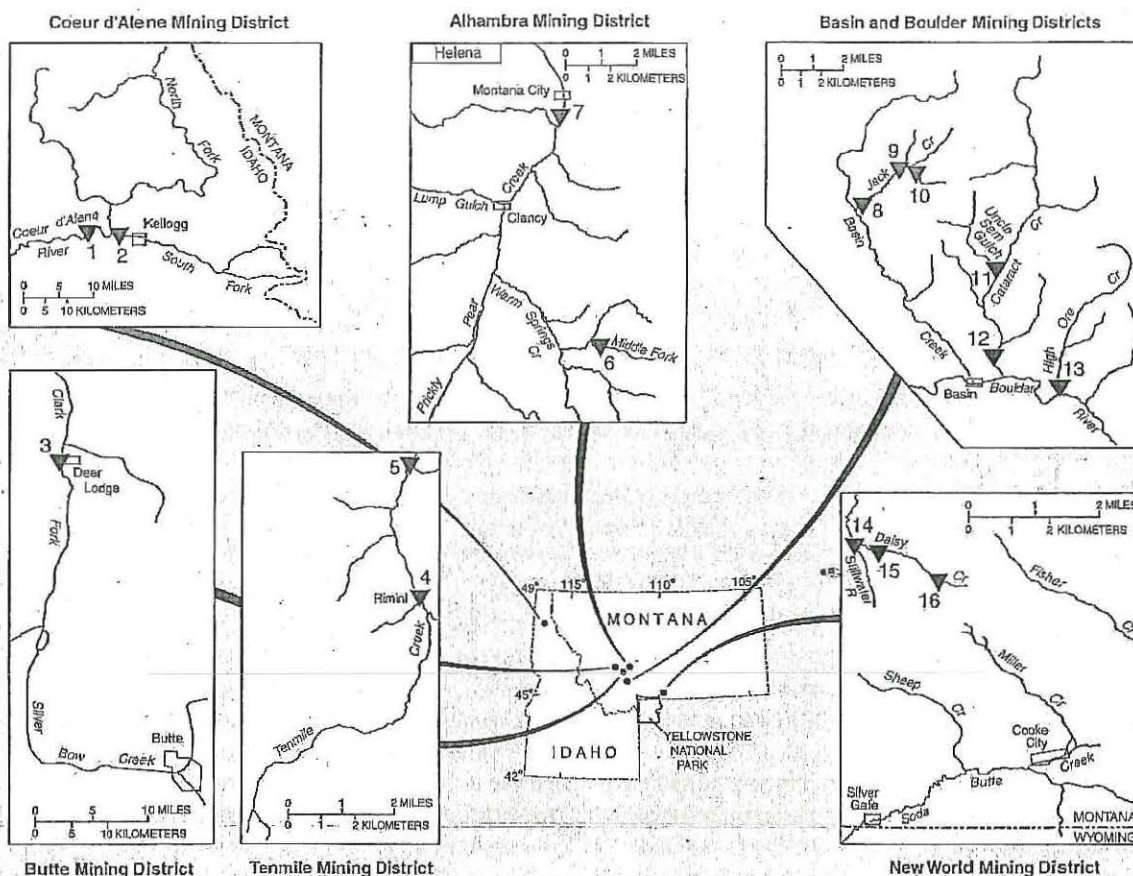 Coeur d'Alene Mining District
Alhambra Mining District
Basin and Boulder Mining Districts
North
Fork
MONTANA
IDAHO
Coeur d'Alene
River
1
2
Kellogg
South
Fork
0 5 10 MILES
0 5 10 KILOMETERS
Helena
0 1 2 MILES
0 1 2 KILOMETERS
Montana City
7
Creek
Lump Gulch
Clancy
Warm
Springs
Cr
Pear
Prickly
Middle Fork
6
0 1 2 MILES
0 1 2 KILOMETERS
9
Cr
Jack
10
8
Basin
Uncle
Sam
Gulch
Cr
11
Cataract
Cr
Ore
High
12
Creek
13
Basin
Boulder
River
Clark
3
Deer
Lodge
Fork
Silver
Bow
Creek
Butte
0 5 10 MILES
0 5 10 KILOMETERS
Butte Mining District
5
4
Rimini
Creek
Tenmile
0 1 2 MILES
0 1 2 KILOMETERS
Tenmile Mining District
49°
115°
110°
105°
MONTANA
45°
IDAHO
42°
YELLOWSTONE
NATIONAL
PARK
0 1 2 MILES
0 1 2 KILOMETERS
14
Daisy
15
Stillwater
R
16
Cr
Fisher
Cr
Miller
Cr
Sheep
Cr
Cooke
City
Creek
Butte
Soda
Silver
Gate
MONTANA
WYOMING
New World Mining District